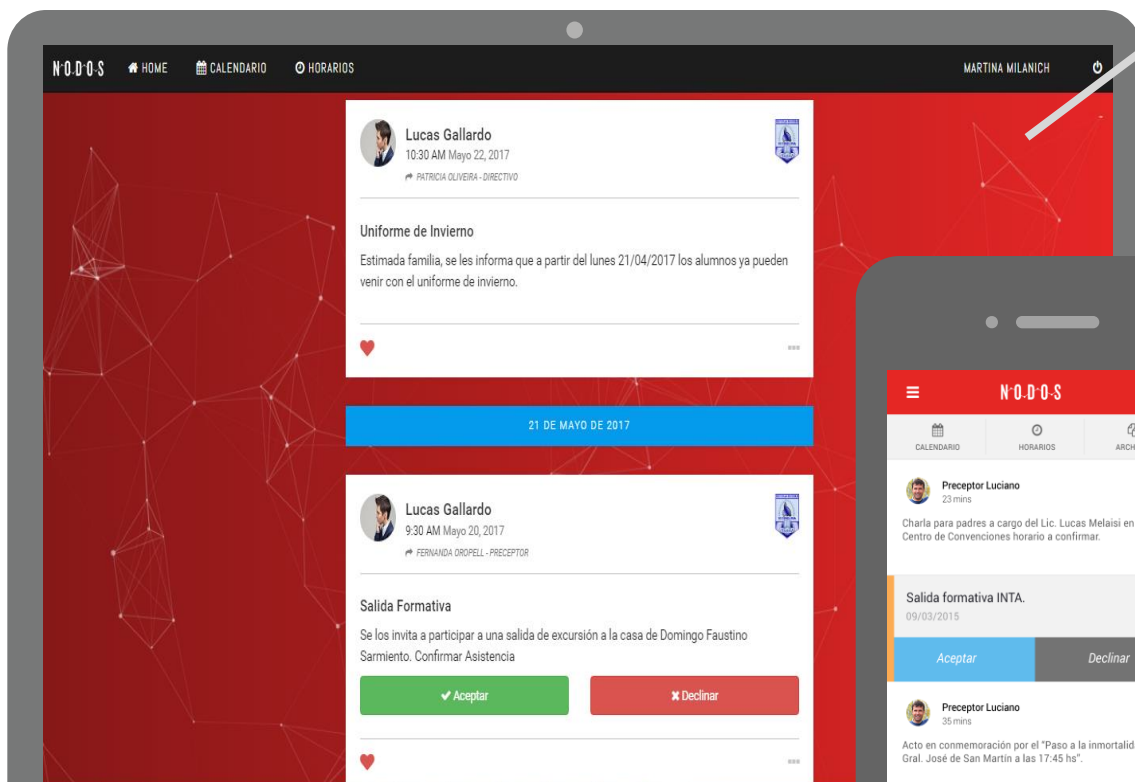 N·O·D·O·S HOME CALENDARIO HORARIOS MARTINA MILANICH
Lucas Gallardo
10:30 AM Mayo 22, 2017
PATRICIA OLIVEIRA - DIRECTIVO
Uniforme de Invierno
Estimada familia, se les informa que a partir del lunes 21/04/2017 los alumnos ya pueden
venir con el uniforme de invierno.
21 DE MAYO DE 2017
Lucas Gallardo
9:30 AM Mayo 20, 2017
FERNANDA OROPELL - PRECEPTOR
Salida Formativa
Se los invita a participar a una salida de excursión a la casa de Domingo Faustino
Sarmiento. Confirmar Asistencia
Aceptar Declinar
N·O·D·O·S
CALENDARIO HORARIOS ARCH
Preceptor Luciano
23 mins
Charla para padres a cargo del Lic. Lucas Melaisi en
Centro de Convenciones horario a confirmar.
Salida formativa INTA.
09/03/2015
Aceptar Declinar
Preceptor Luciano
35 mins
Acto en conmemoración por el "Paso a la inmortalid
Gral. José de San Martin a las 17:45 hs".